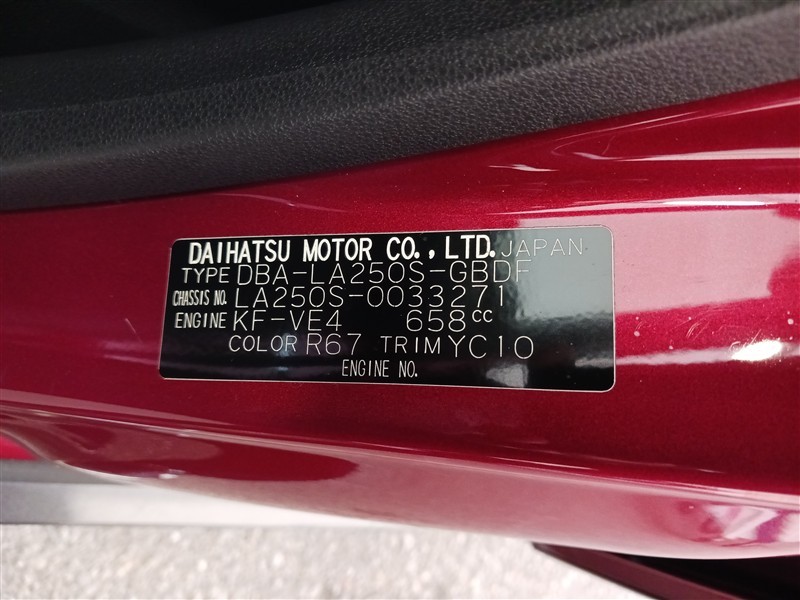 DAIHATSU MOTOR CO., LTD. JAPAN
TYPE DBA-LA250S-GBDF
CHASSIS NO. LA250S-0033271
ENGINE KF-VE4 658cc
COLOR R67 TRIM YC10
ENGINE NO.